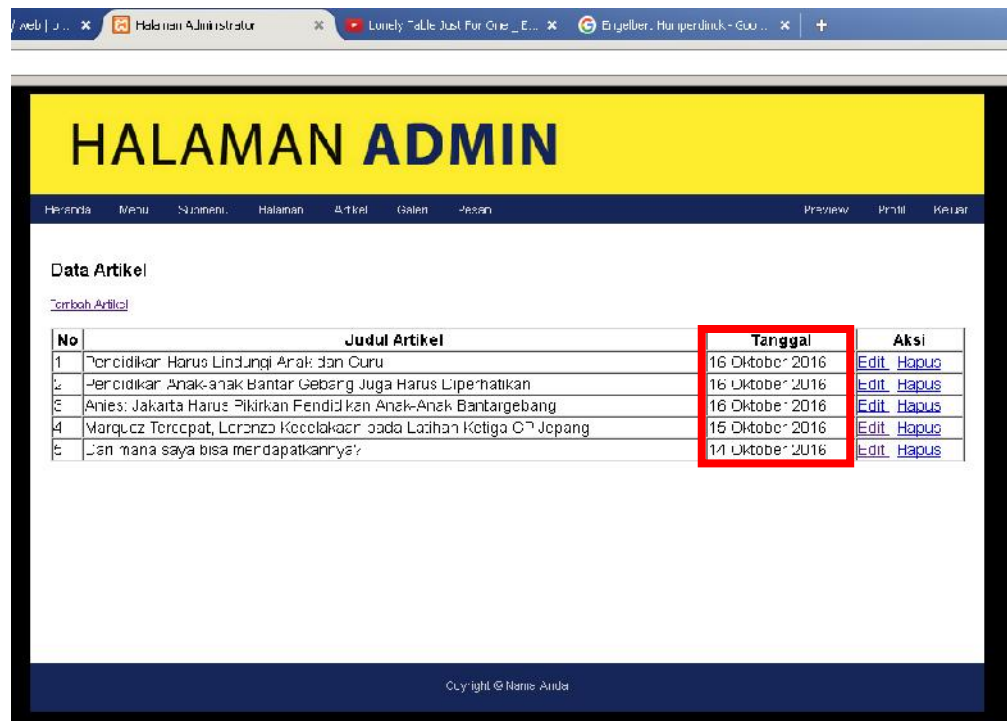 web | J... Halaman Administrator Lonely Table Just For One _ E... Engelbert Humperdinck - Goo...
HALAMAN ADMIN
Beranda Menu Submenu Halaman Artikel Galeri Pesan Preview Profil Keluar
Data Artikel
Tambah Artikel
No Judul Artikel Tanggal Aksi
1 Pendidikan Harus Lindungi Anak dan Guru 16 Oktober 2016 Edit Hapus
2 Pendidikan Anak-anak Bantar Gebang Juga Harus Diperhatikan 16 Oktober 2016 Edit Hapus
3 Anies: Jakarta Harus Pikirkan Pendidikan Anak-Anak Bantargebang 16 Oktober 2016 Edit Hapus
4 Marquez Tercepat, Lorenzo Kecelakaan pada Latihan Ketiga GP Jepang 15 Oktober 2016 Edit Hapus
5 Dari mana saya bisa mendapatkannya? 14 Oktober 2016 Edit Hapus
Copyright © Nama Anda